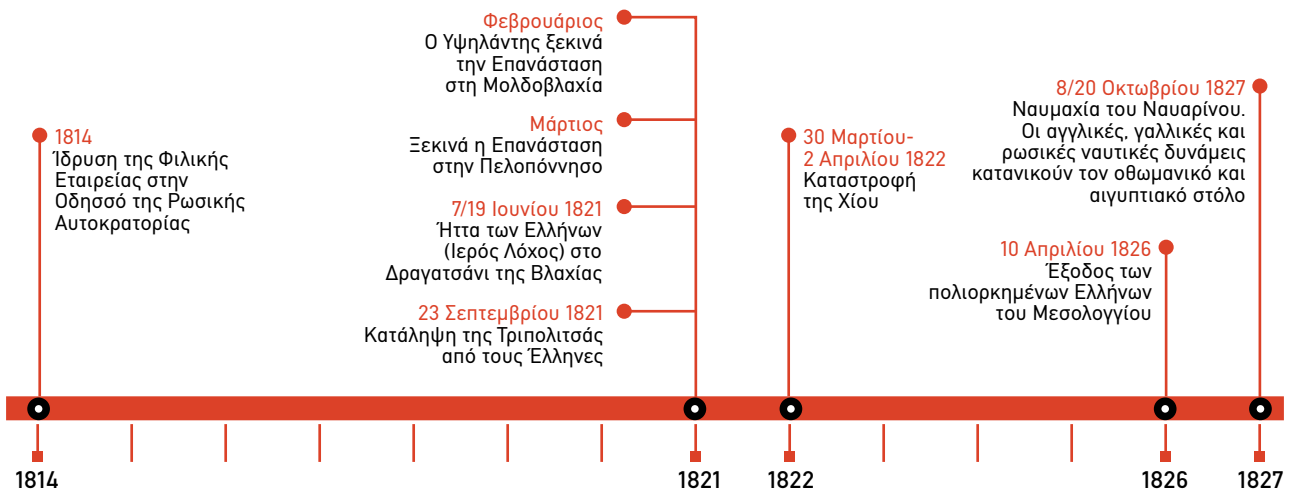 1814
Ίδρυση της Φιλικής
Εταιρείας στην
Οδησσό της Ρωσικής
Αυτοκρατορίας
Φεβρουάριος
Ο Υψηλάντης ξεκινά
την Επανάσταση
στη Μολδοβλαχία
Μάρτιος
Ξεκινά η Επανάσταση
στην Πελοπόννησο
7/19 Ιουνίου 1821
Ήττα των Ελλήνων
(Ιερός Λόχος) στο
Δραγατσάνι της Βλαχίας
23 Σεπτεμβρίου 1821
Κατάληψη της Τριπολιτσάς
από τους Έλληνες
30 Μαρτίου-
2 Απριλίου 1822
Καταστροφή
της Χίου
8/20 Οκτωβρίου 1827
Ναυμαχία του Ναυαρίνου.
Οι αγγλικές, γαλλικές και
ρωσικές ναυτικές δυνάμεις
κατανικούν τον οθωμανικό και
αιγυπτιακό στόλο
10 Απριλίου 1826
Έξοδος των
πολιορκημένων Ελλήνων
του Μεσολογγίου
1814
1821
1822
1826
1827